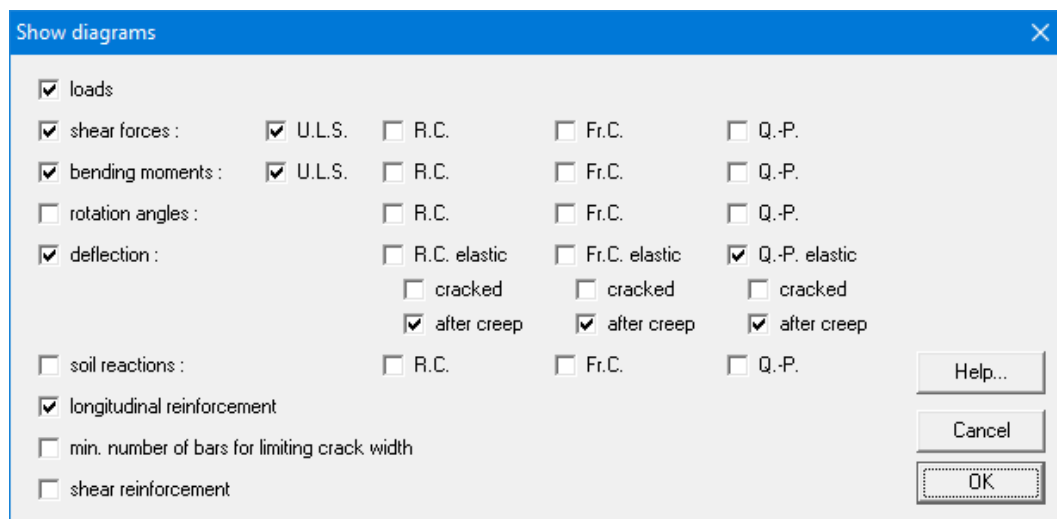 Show diagrams
loads
shear forces : U.L.S. R.C. Fr.C. Q.-P.
bending moments : U.L.S. R.C. Fr.C. Q.-P.
rotation angles : R.C. Fr.C. Q.-P.
deflection : R.C. elastic Fr.C. elastic Q.-P. elastic
cracked cracked cracked
after creep after creep after creep
soil reactions : R.C. Fr.C. Q.-P.
Help...
longitudinal reinforcement
Cancel
min. number of bars for limiting crack width
OK
shear reinforcement